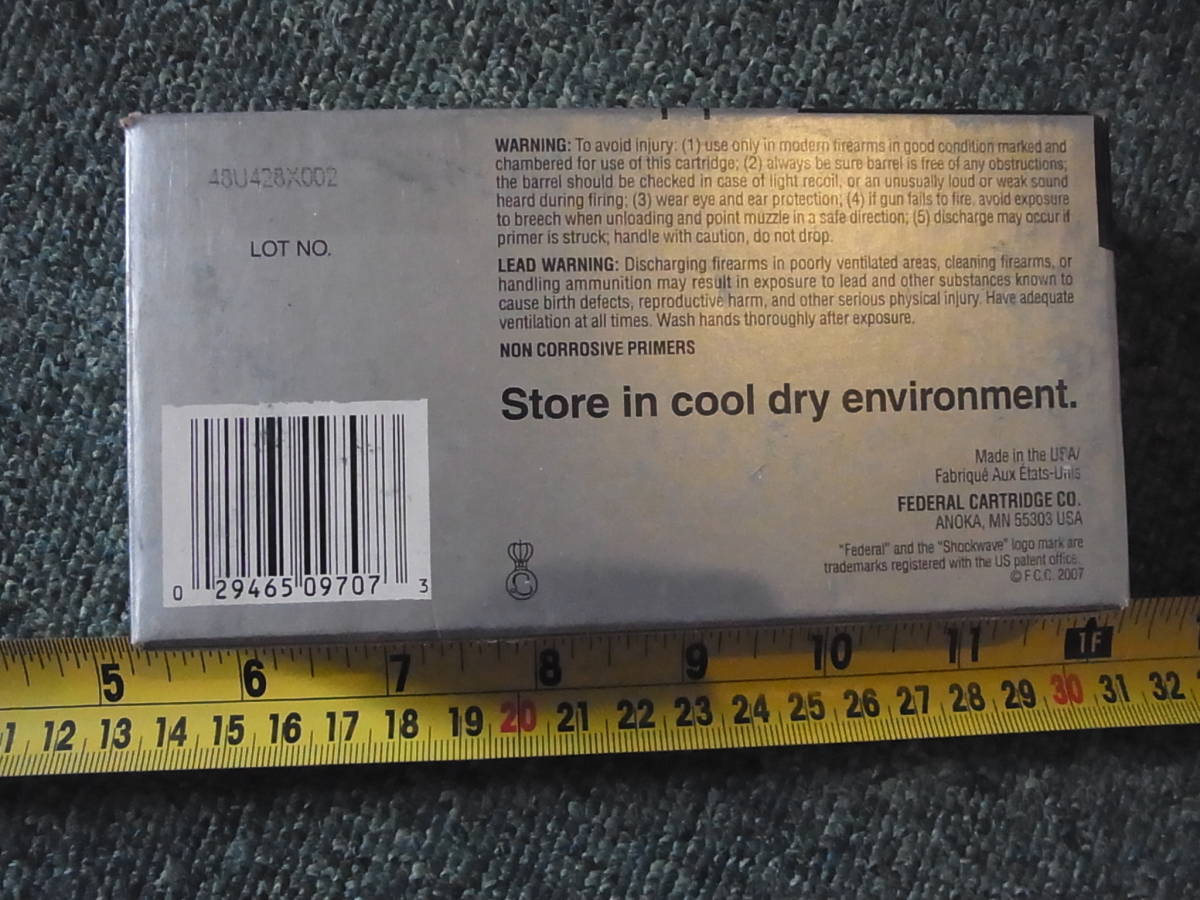 48U428X002
LOT NO.
WARNING: To avoid injury: (1) use only in modern firearms in good condition marked and
chambered for use of this cartridge; (2) always be sure barrel is free of any obstructions;
the barrel should be checked in case of light recoil, or an unusually loud or weak sound
heard during firing; (3) wear eye and ear protection; (4) if gun fails to fire, avoid exposure
to breech when unloading and point muzzle in a safe direction; (5) discharge may occur if
primer is struck; handle with caution, do not drop.
LEAD WARNING: Discharging firearms in poorly ventilated areas, cleaning firearms, or
handling ammunition may result in exposure to lead and other substances known to
cause birth defects, reproductive harm, and other serious physical injury. Have adequate
ventilation at all times. Wash hands thoroughly after exposure.
NON CORROSIVE PRIMERS
Store in cool dry environment.
Made in the USA/
Fabriqué Aux États-Unis
FEDERAL CARTRIDGE CO.
ANOKA, MN 55303 USA
"Federal" and the "Shockwave" logo mark are
trademarks registered with the US patent office.
© F.C.C. 2007
0 29465 09707 3
C
5 6 7 8 9 10 11 1F
12 13 14 15 16 17 18 19 20 21 22 23 24 25 26 27 28 29 30 31 32